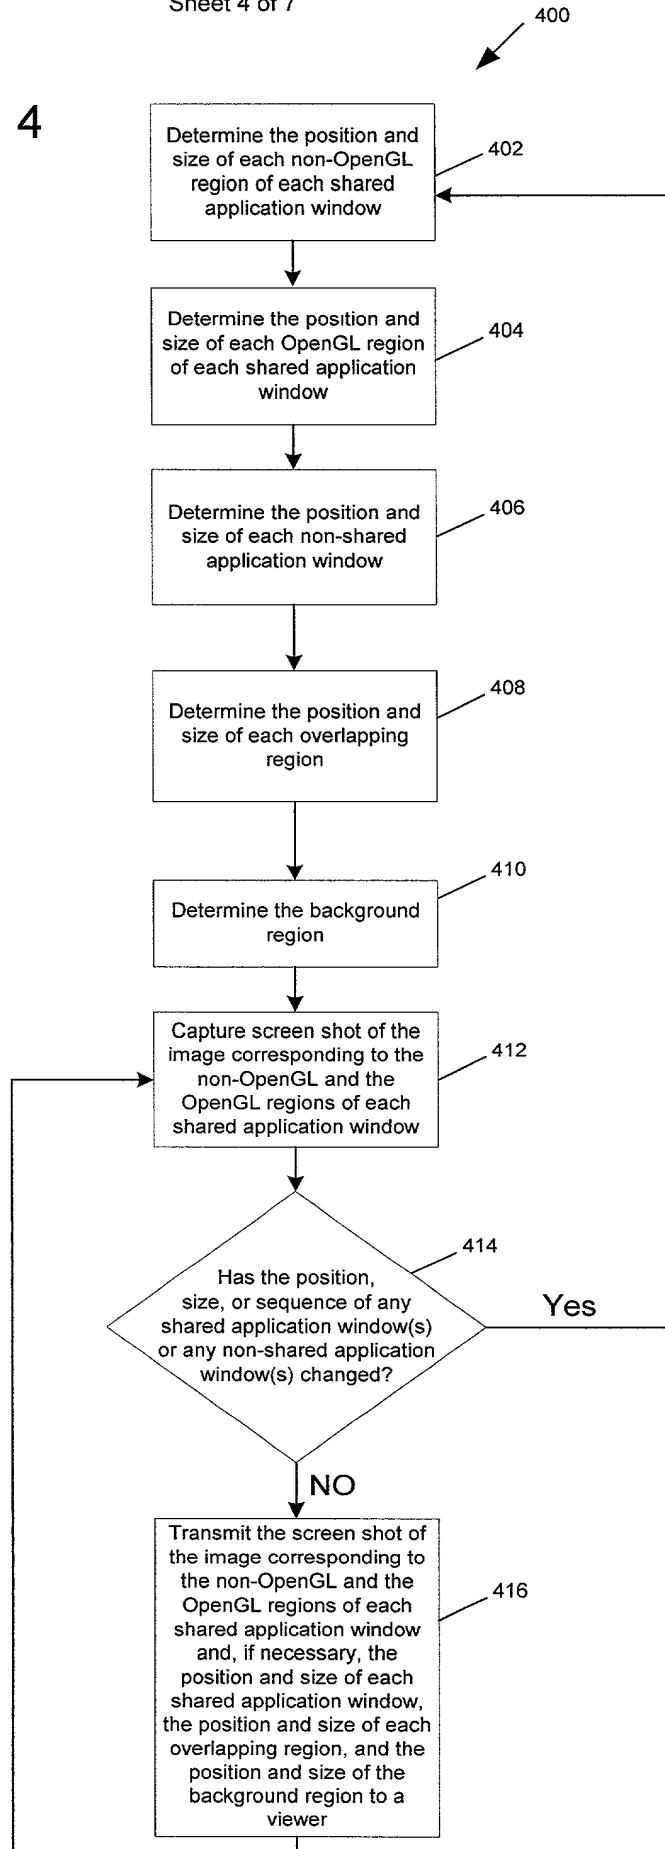 Sheet 4 of 7
400
4
Determine the position and
size of each non-OpenGL
region of each shared
application window
402
Determine the position and
size of each OpenGL region
of each shared application
window
404
Determine the position and
size of each non-shared
application window
406
Determine the position and
size of each overlapping
region
408
Determine the background
region
410
Capture screen shot of the
image corresponding to the
non-OpenGL and the
OpenGL regions of each
shared application window
412
Has the position,
size, or sequence of any
shared application window(s)
or any non-shared application
window(s) changed?
414
Yes
NO
Transmit the screen shot of
the image corresponding to
the non-OpenGL and the
OpenGL regions of each
shared application window
and, if necessary, the
position and size of each
shared application window,
the position and size of each
overlapping region, and the
position and size of the
background region to a
viewer
416